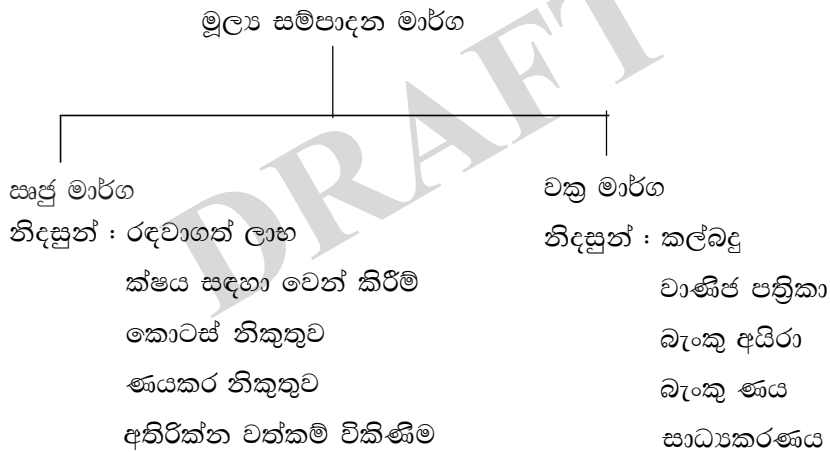 මූල්‍ය සම්පාදන මාර්ග
DRAFT
ඍජු මාර්ග
නිදසුන් : රඳවාගත් ලාභ
ක්ෂය සඳහා වෙන් කිරීම්
කොටස් නිකුතුව
ණයකර නිකුතුව
අතිරික්න වත්කම් විකිණිම
වක්‍ර මාර්ග
නිදසුන් : කල්බදු
වාණිජ පත්‍රිකා
බැංකු අයිරා
බැංකු ණය
සාධ්‍යකරණය